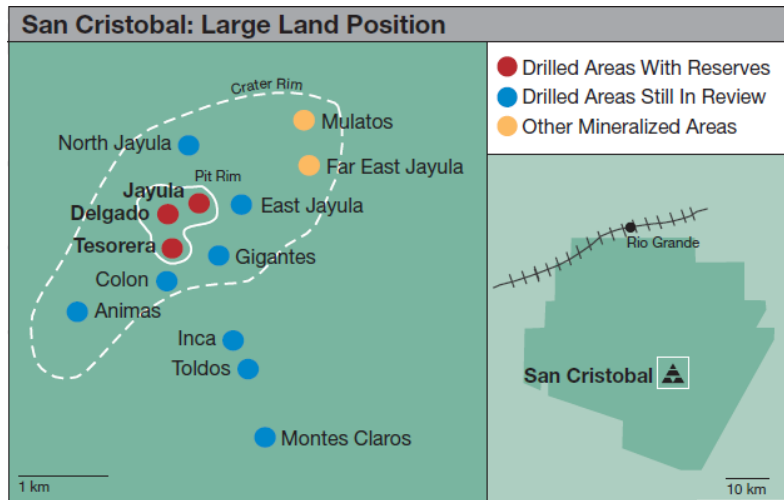 San Cristobal: Large Land Position
Crater Rim
Mulatos
North Jayula
Far East Jayula
Pit Rim
Jayula
Delgado
East Jayula
Tesorera
Gigantes
Colon
Animas
Inca
Toldos
Montes Claros
1 km
Drilled Areas With Reserves
Drilled Areas Still In Review
Other Mineralized Areas
Rio Grande
San Cristobal
10 km